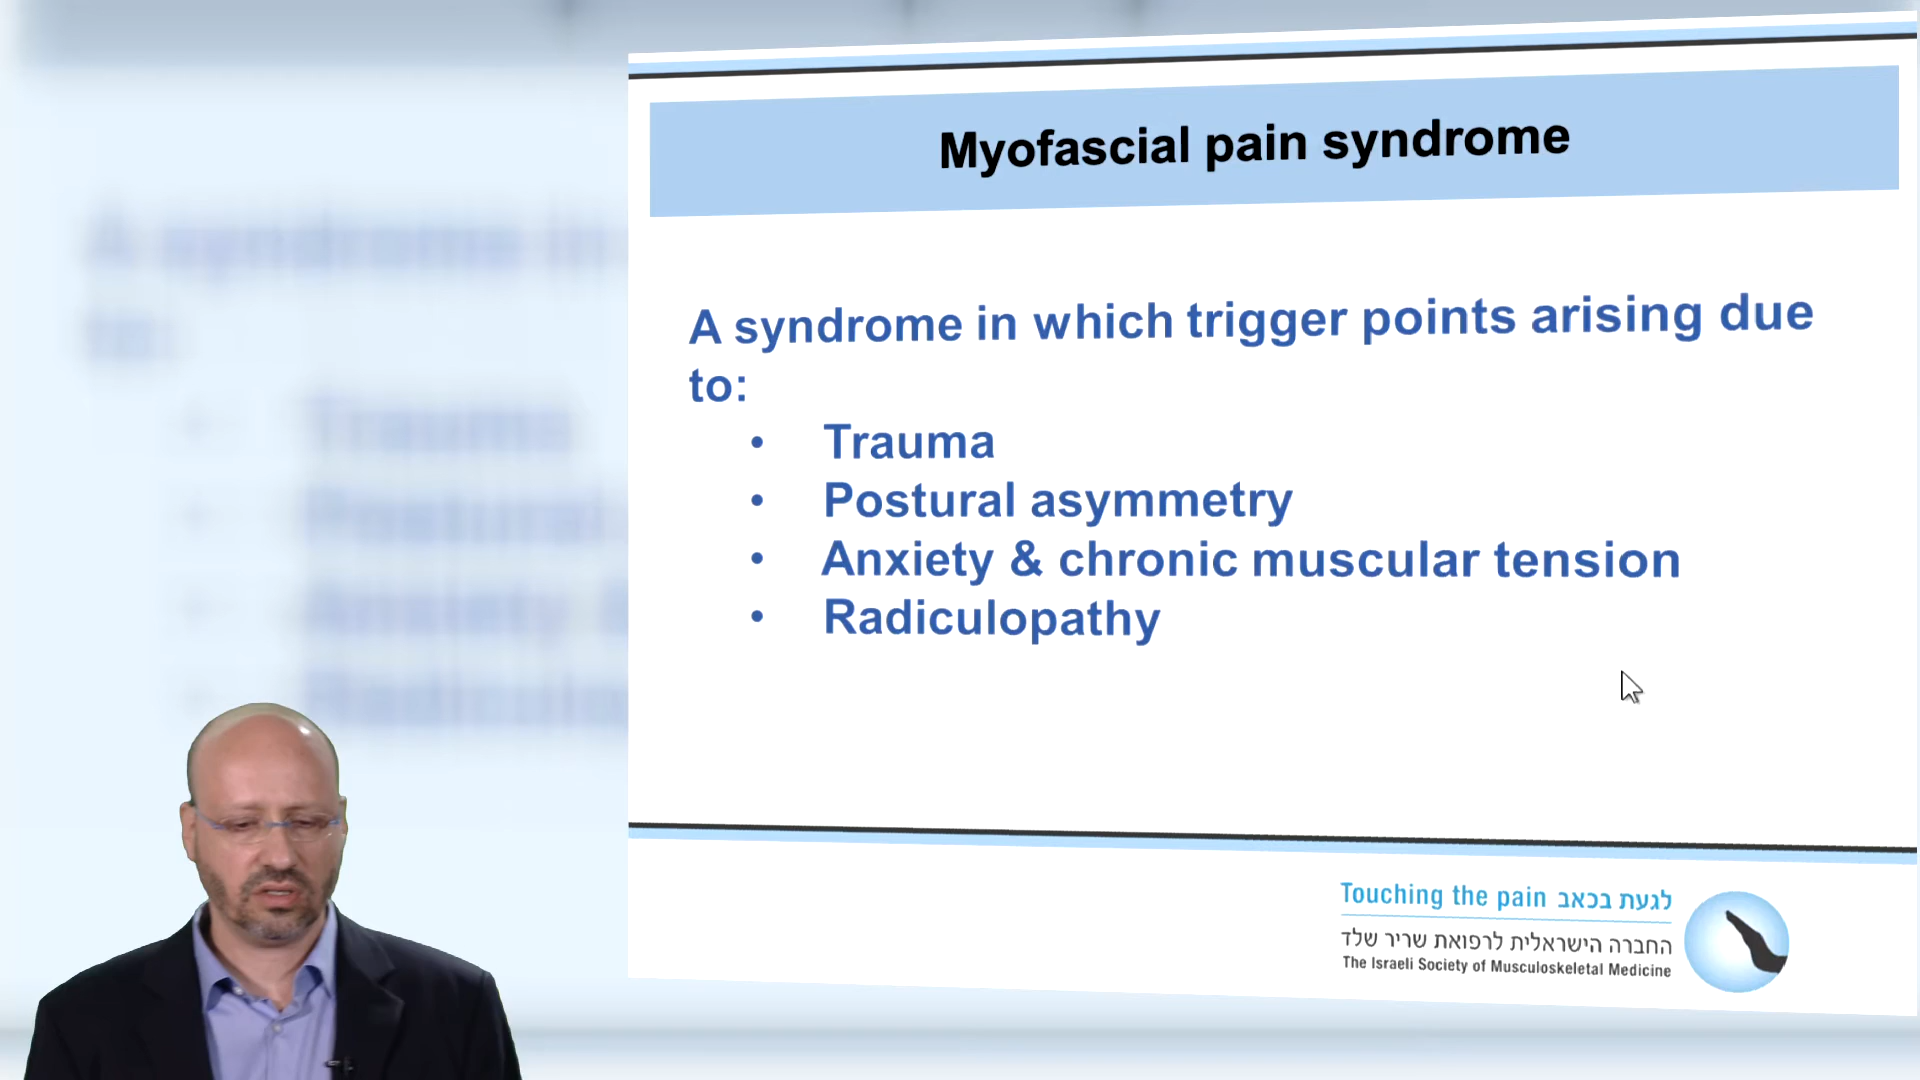 Myofascial pain syndrome
A syndrome in which trigger points arising due
to:
• Trauma
• Postural asymmetry
• Anxiety & chronic muscular tension
• Radiculopathy
Touching the pain לגעת בכאב
החברה הישראלית לרפואת שריר שלד
The Israeli Society of Musculoskeletal Medicine